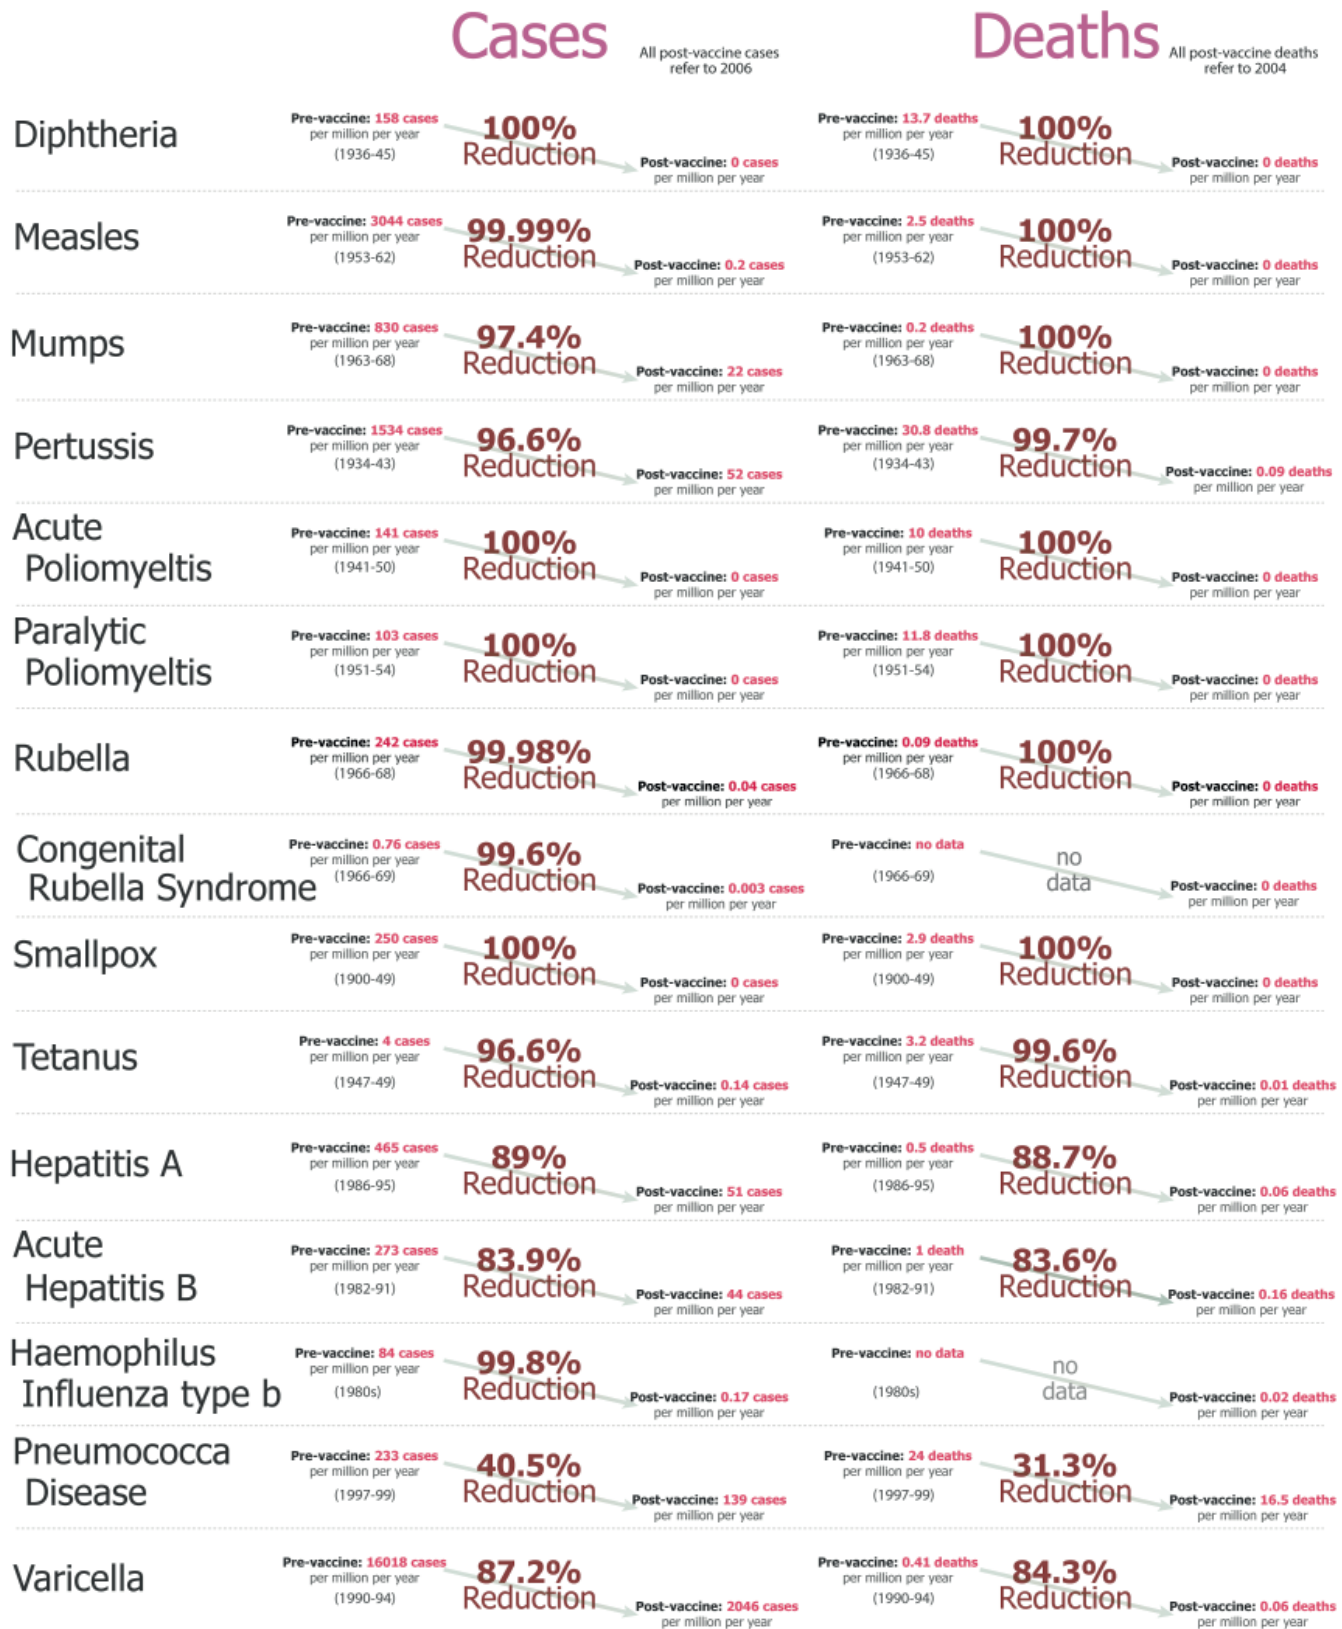 Cases
All post-vaccine cases
refer to 2006
Deaths
All post-vaccine deaths
refer to 2004
Diphtheria
Pre-vaccine: 158 cases
per million per year
(1936-45)
100%
Reduction
Post-vaccine: 0 cases
per million per year
Pre-vaccine: 13.7 deaths
per million per year
(1936-45)
100%
Reduction
Post-vaccine: 0 deaths
per million per year
Measles
Pre-vaccine: 3044 cases
per million per year
(1953-62)
99.99%
Reduction
Post-vaccine: 0.2 cases
per million per year
Pre-vaccine: 2.5 deaths
per million per year
(1953-62)
100%
Reduction
Post-vaccine: 0 deaths
per million per year
Mumps
Pre-vaccine: 830 cases
per million per year
(1963-68)
97.4%
Reduction
Post-vaccine: 22 cases
per million per year
Pre-vaccine: 0.2 deaths
per million per year
(1963-68)
100%
Reduction
Post-vaccine: 0 deaths
per million per year
Pertussis
Pre-vaccine: 1534 cases
per million per year
(1934-43)
96.6%
Reduction
Post-vaccine: 52 cases
per million per year
Pre-vaccine: 30.8 deaths
per million per year
(1934-43)
99.7%
Reduction
Post-vaccine: 0.09 deaths
per million per year
Acute
Poliomyeltis
Pre-vaccine: 141 cases
per million per year
(1941-50)
100%
Reduction
Post-vaccine: 0 cases
per million per year
Pre-vaccine: 10 deaths
per million per year
(1941-50)
100%
Reduction
Post-vaccine: 0 deaths
per million per year
Paralytic
Poliomyeltis
Pre-vaccine: 103 cases
per million per year
(1951-54)
100%
Reduction
Post-vaccine: 0 cases
per million per year
Pre-vaccine: 11.8 deaths
per million per year
(1951-54)
100%
Reduction
Post-vaccine: 0 deaths
per million per year
Rubella
Pre-vaccine: 242 cases
per million per year
(1966-68)
99.98%
Reduction
Post-vaccine: 0.04 cases
per million per year
Pre-vaccine: 0.09 deaths
per million per year
(1966-68)
100%
Reduction
Post-vaccine: 0 deaths
per million per year
Congenital
Rubella Syndrome
Pre-vaccine: 0.76 cases
per million per year
(1966-69)
99.6%
Reduction
Post-vaccine: 0.003 cases
per million per year
Pre-vaccine: no data
(1966-69)
no
data
Post-vaccine: 0 deaths
per million per year
Smallpox
Pre-vaccine: 250 cases
per million per year
(1900-49)
100%
Reduction
Post-vaccine: 0 cases
per million per year
Pre-vaccine: 2.9 deaths
per million per year
(1900-49)
100%
Reduction
Post-vaccine: 0 deaths
per million per year
Tetanus
Pre-vaccine: 4 cases
per million per year
(1947-49)
96.6%
Reduction
Post-vaccine: 0.14 cases
per million per year
Pre-vaccine: 3.2 deaths
per million per year
(1947-49)
99.6%
Reduction
Post-vaccine: 0.01 deaths
per million per year
Hepatitis A
Pre-vaccine: 465 cases
per million per year
(1986-95)
89%
Reduction
Post-vaccine: 51 cases
per million per year
Pre-vaccine: 0.5 deaths
per million per year
(1986-95)
88.7%
Reduction
Post-vaccine: 0.06 deaths
per million per year
Acute
Hepatitis B
Pre-vaccine: 273 cases
per million per year
(1982-91)
83.9%
Reduction
Post-vaccine: 44 cases
per million per year
Pre-vaccine: 1 death
per million per year
(1982-91)
83.6%
Reduction
Post-vaccine: 0.16 deaths
per million per year
Haemophilus
Influenza type b
Pre-vaccine: 84 cases
per million per year
(1980s)
99.8%
Reduction
Post-vaccine: 0.17 cases
per million per year
Pre-vaccine: no data
(1980s)
no
data
Post-vaccine: 0.02 deaths
per million per year
Pneumococca
Disease
Pre-vaccine: 233 cases
per million per year
(1997-99)
40.5%
Reduction
Post-vaccine: 139 cases
per million per year
Pre-vaccine: 24 deaths
per million per year
(1997-99)
31.3%
Reduction
Post-vaccine: 16.5 deaths
per million per year
Varicella
Pre-vaccine: 16018 cases
per million per year
(1990-94)
87.2%
Reduction
Post-vaccine: 2046 cases
per million per year
Pre-vaccine: 0.41 deaths
per million per year
(1990-94)
84.3%
Reduction
Post-vaccine: 0.06 deaths
per million per year